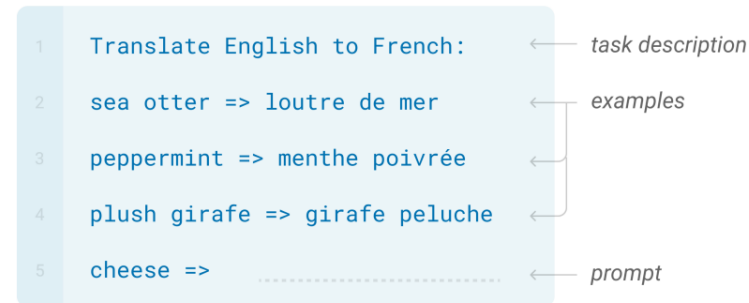 1 Translate English to French: task description
2 sea otter => loutre de mer examples
3 peppermint => menthe poivrée
4 plush girafe => girafe peluche
5 cheese => prompt